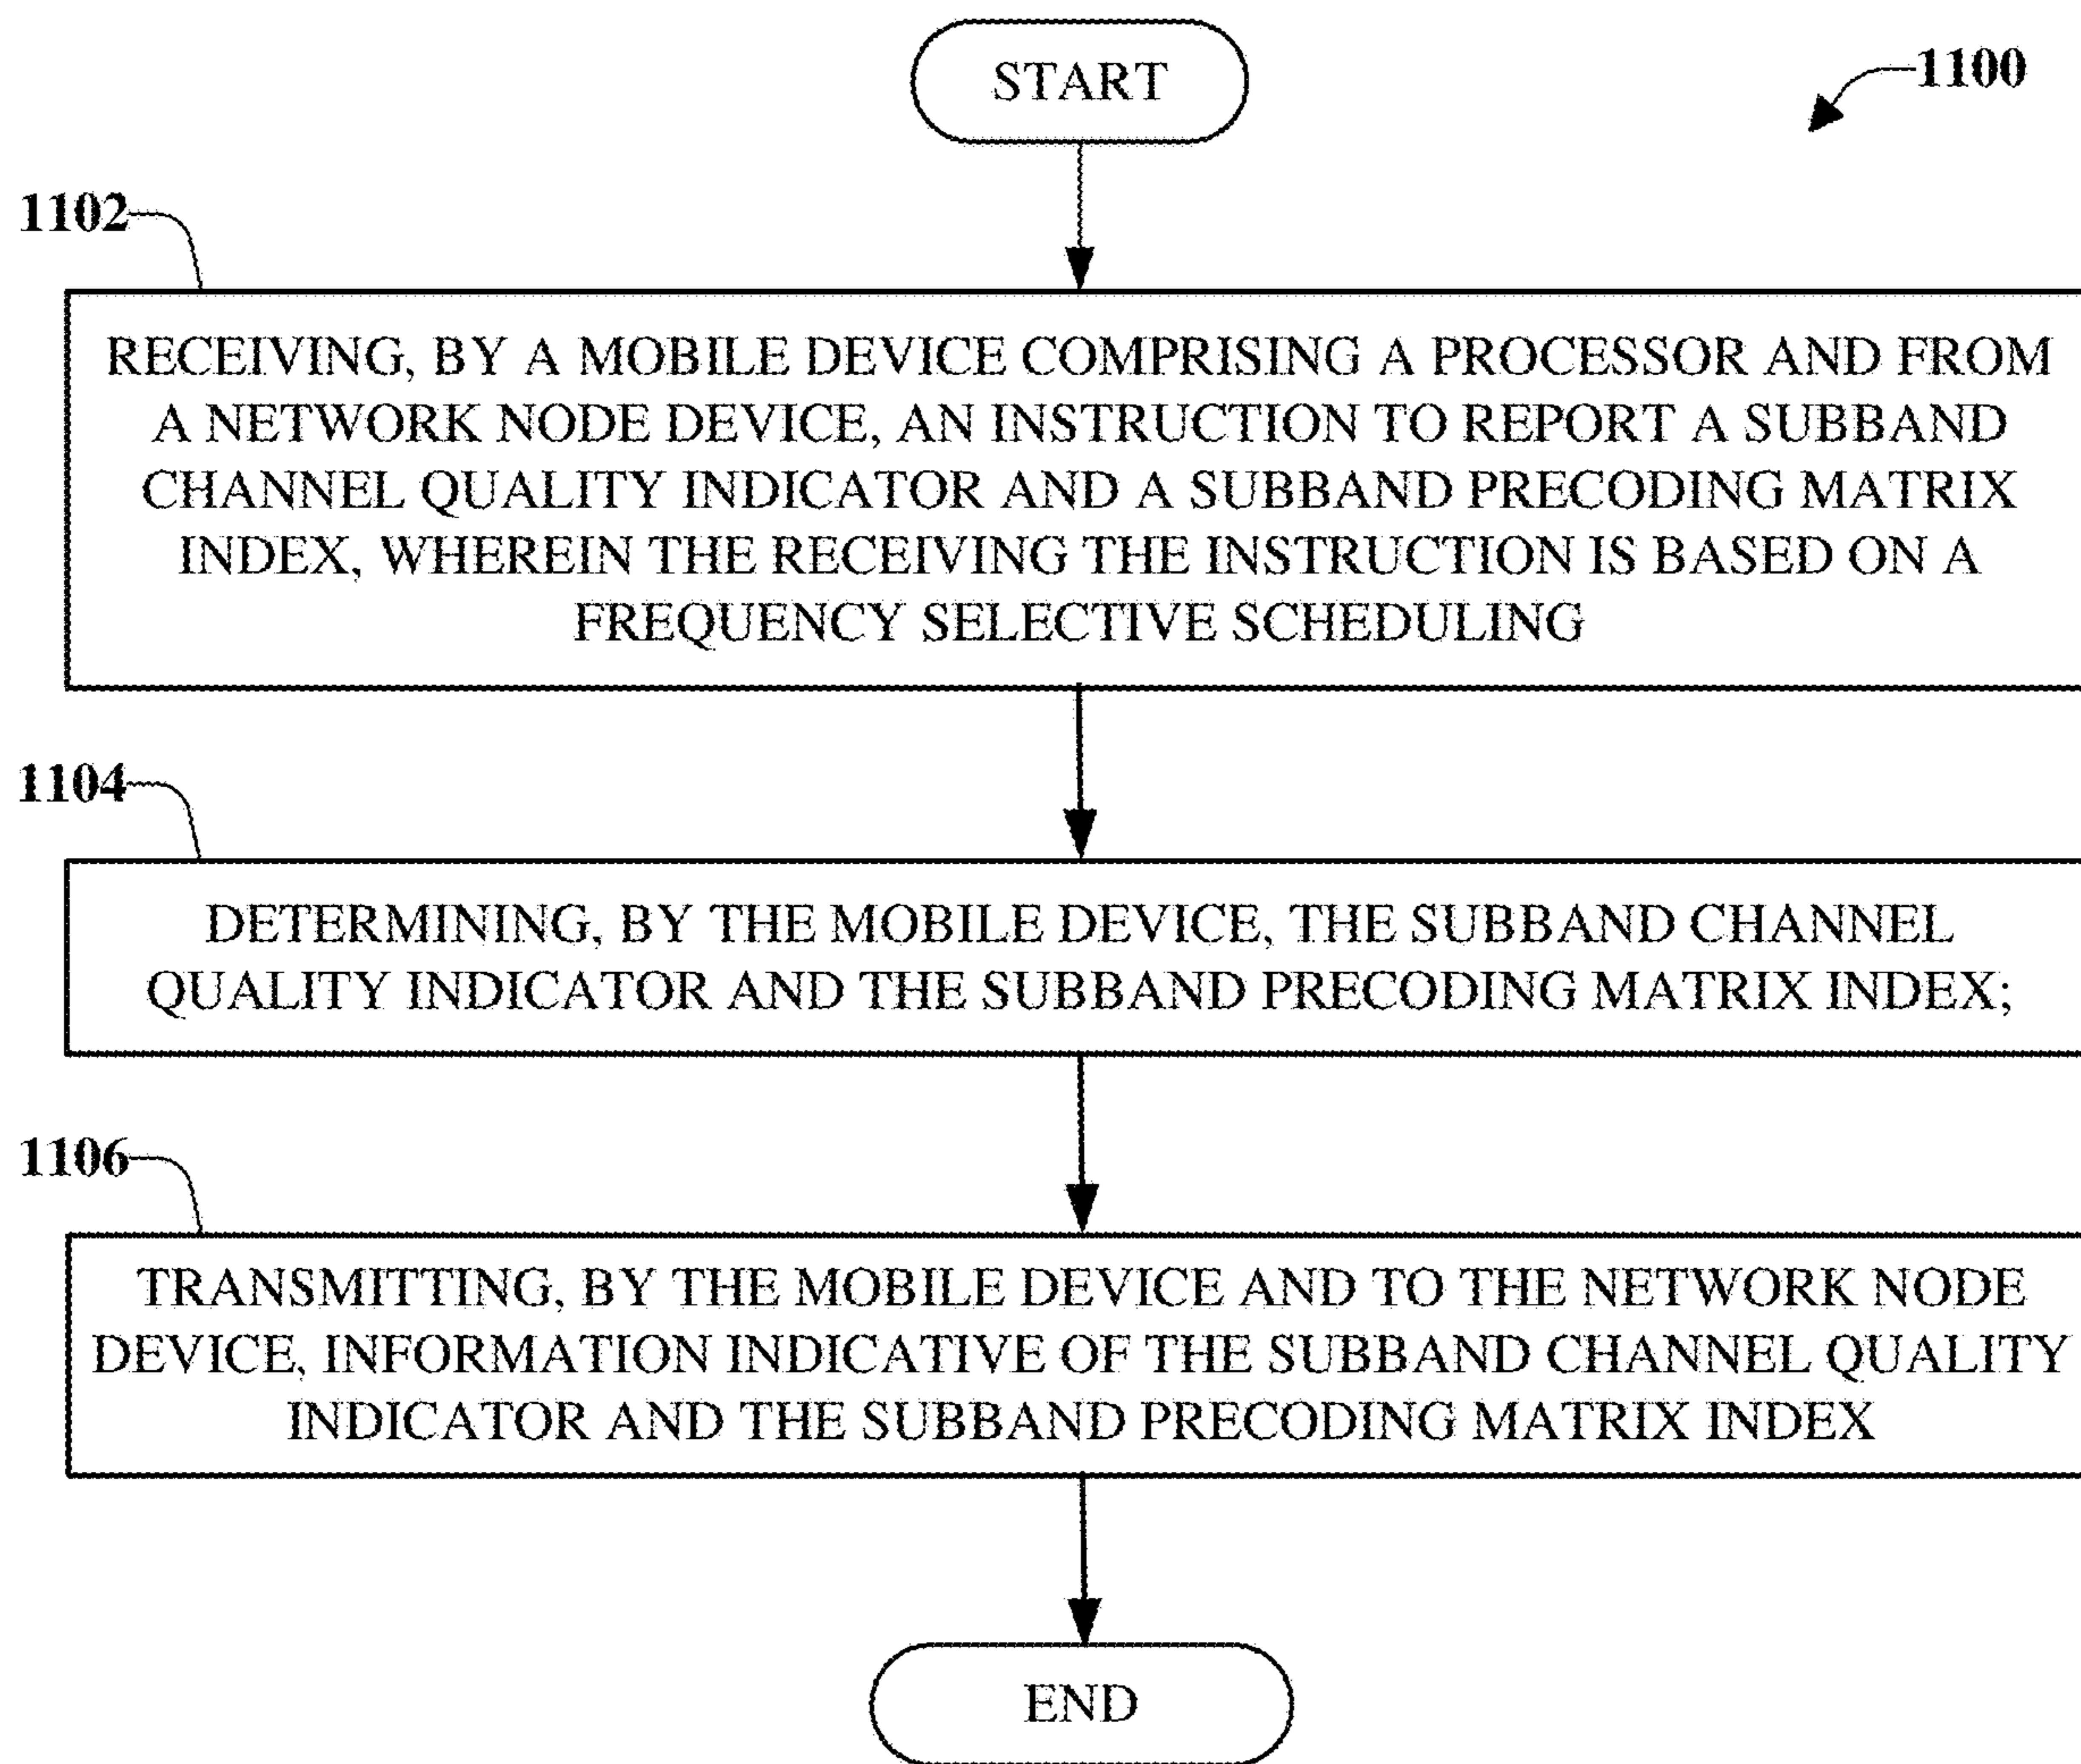 START
1100
1102
RECEIVING, BY A MOBILE DEVICE COMPRISING A PROCESSOR AND FROM
A NETWORK NODE DEVICE, AN INSTRUCTION TO REPORT A SUBBAND
CHANNEL QUALITY INDICATOR AND A SUBBAND PRECODING MATRIX
INDEX, WHEREIN THE RECEIVING THE INSTRUCTION IS BASED ON A
FREQUENCY SELECTIVE SCHEDULING
1104
DETERMINING, BY THE MOBILE DEVICE, THE SUBBAND CHANNEL
QUALITY INDICATOR AND THE SUBBAND PRECODING MATRIX INDEX;
1106
TRANSMITTING, BY THE MOBILE DEVICE AND TO THE NETWORK NODE
DEVICE, INFORMATION INDICATIVE OF THE SUBBAND CHANNEL QUALITY
INDICATOR AND THE SUBBAND PRECODING MATRIX INDEX
END